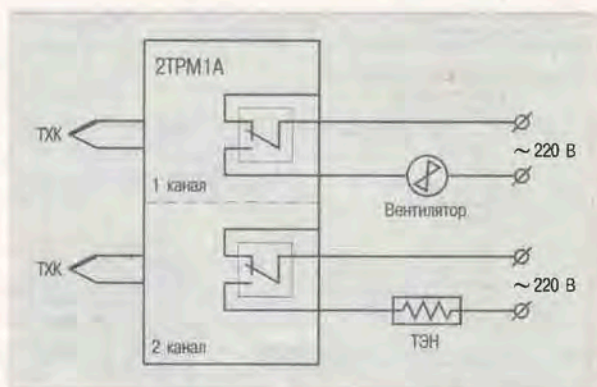 2ТРМ1А
ТХК
1 канал
~ 220 В
Вентилятор
ТХК
2 канал
~ 220 В
ТЭН